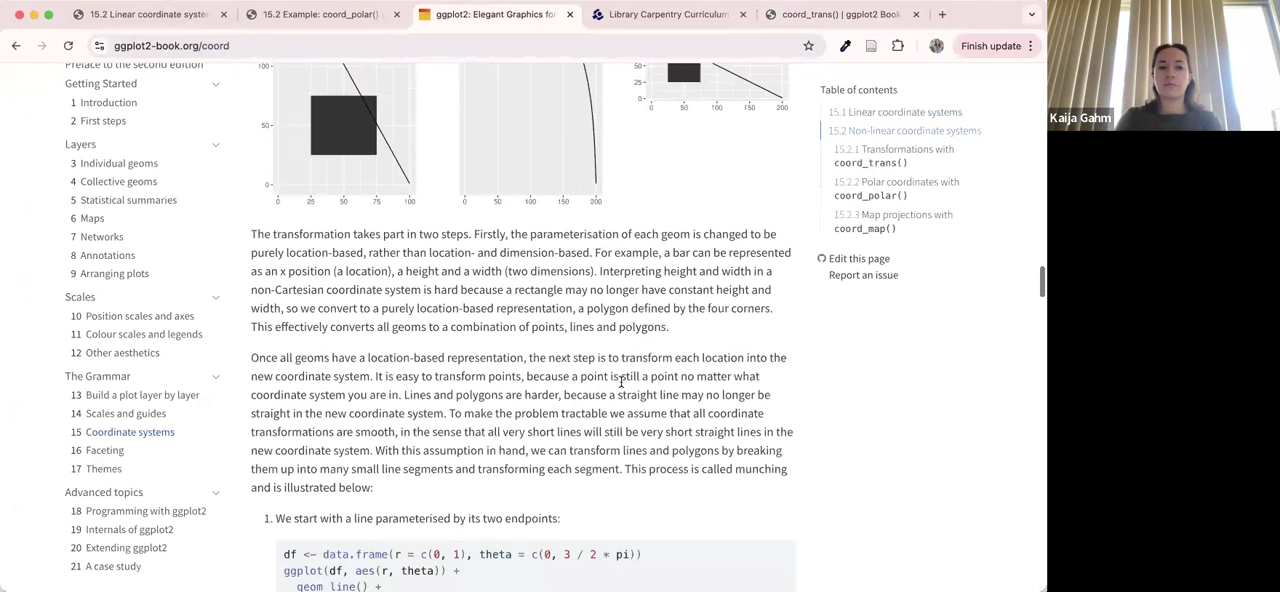 15.2 Linear coordinate system
15.2 Example: coord_polar()
ggplot2: Elegant Graphics for
Library Carpentry Curriculum
coord_trans() | ggplot2 Book
ggplot2-book.org/coord
Finish update
Preface to the second edition
Getting Started
1 Introduction
2 First steps
Layers
3 Individual geoms
4 Collective geoms
5 Statistical summaries
6 Maps
7 Networks
8 Annotations
9 Arranging plots
Scales
10 Position scales and axes
11 Colour scales and legends
12 Other aesthetics
The Grammar
13 Build a plot layer by layer
14 Scales and guides
15 Coordinate systems
16 Faceting
17 Themes
Advanced topics
18 Programming with ggplot2
19 Internals of ggplot2
20 Extending ggplot2
21 A case study
100
50
0
0 25 50 75 100
0 50 100 150 200
50
25
0
0 50 100 150 200
The transformation takes part in two steps. Firstly, the parameterisation of each geom is changed to be
purely location-based, rather than location- and dimension-based. For example, a bar can be represented
as an x position (a location), a height and a width (two dimensions). Interpreting height and width in a
non-Cartesian coordinate system is hard because a rectangle may no longer have constant height and
width, so we convert to a purely location-based representation, a polygon defined by the four corners.
This effectively converts all geoms to a combination of points, lines and polygons.
Once all geoms have a location-based representation, the next step is to transform each location into the
new coordinate system. It is easy to transform points, because a point is still a point no matter what
coordinate system you are in. Lines and polygons are harder, because a straight line may no longer be
straight in the new coordinate system. To make the problem tractable we assume that all coordinate
transformations are smooth, in the sense that all very short lines will still be very short straight lines in the
new coordinate system. With this assumption in hand, we can transform lines and polygons by breaking
them up into many small line segments and transforming each segment. This process is called munching
and is illustrated below:
1. We start with a line parameterised by its two endpoints:
df <- data.frame(r = c(0, 1), theta = c(0, 3 / 2 * pi))
ggplot(df, aes(r, theta)) +
geom_line() +
Table of contents
15.1 Linear coordinate systems
15.2 Non-linear coordinate systems
15.2.1 Transformations with
coord_trans()
15.2.2 Polar coordinates with
coord_polar()
15.2.3 Map projections with
coord_map()
Edit this page
Report an issue
Kaija Gahm